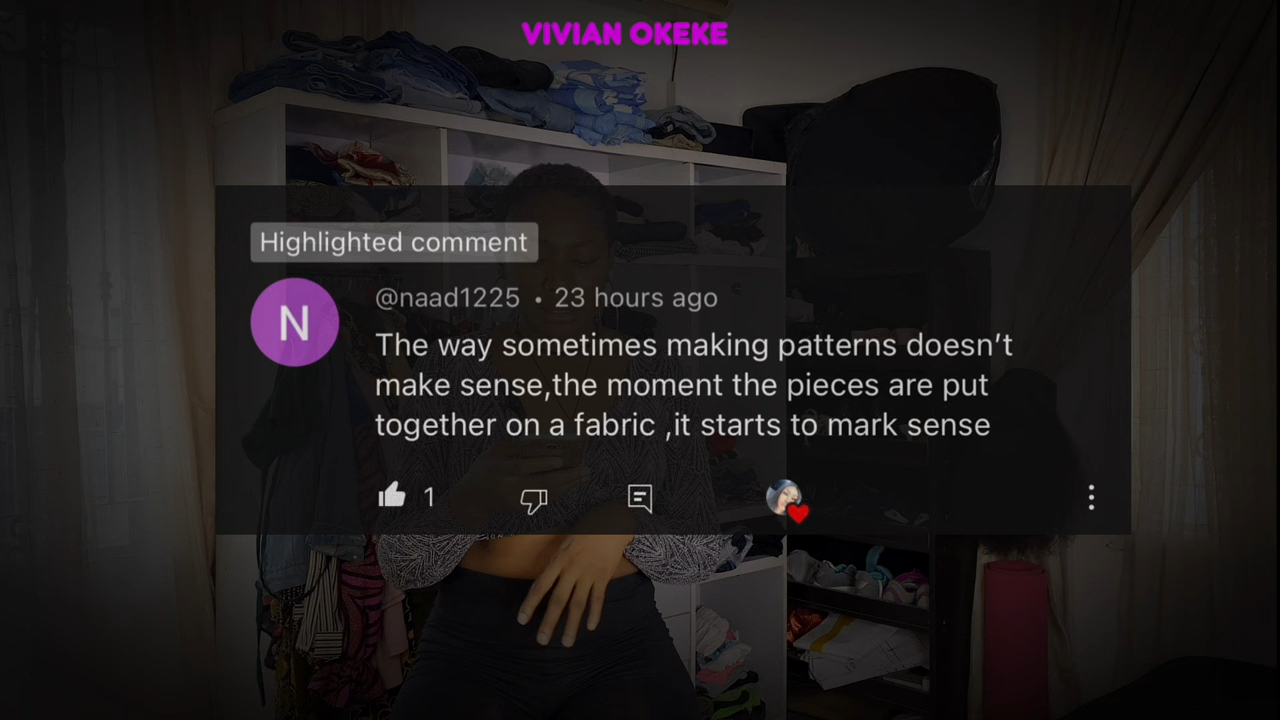 VIVIAN OKEKE
Highlighted comment
N
@naad1225 • 23 hours ago
The way sometimes making patterns doesn’t
make sense,the moment the pieces are put
together on a fabric ,it starts to mark sense
1